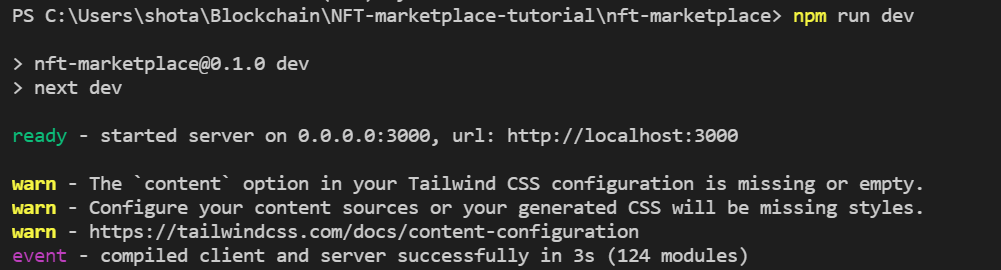 PS C:\Users\shota\Blockchain\NFT-marketplace-tutorial\nft-marketplace> npm run dev
> nft-marketplace@0.1.0 dev
> next dev
ready - started server on 0.0.0.0:3000, url: http://localhost:3000
warn - The `content` option in your Tailwind CSS configuration is missing or empty.
warn - Configure your content sources or your generated CSS will be missing styles.
warn - https://tailwindcss.com/docs/content-configuration
event - compiled client and server successfully in 3s (124 modules)